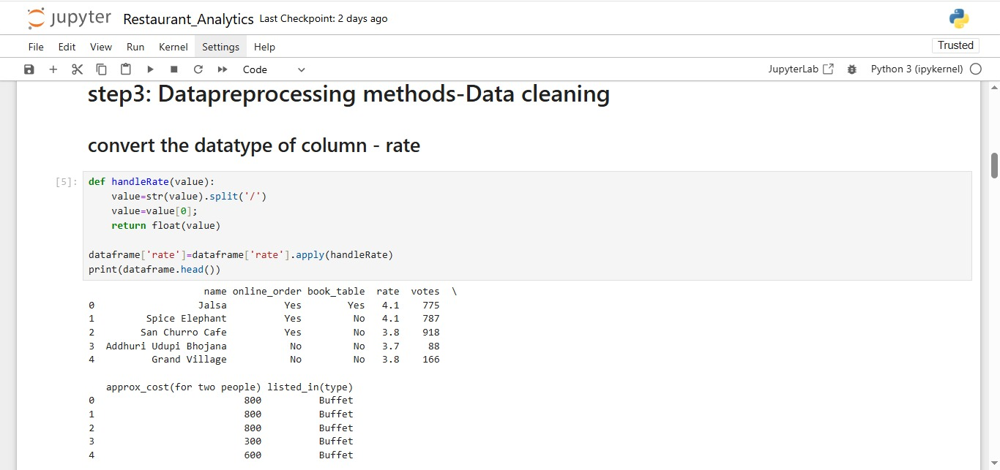 jupyter Restaurant_Analytics Last Checkpoint: 2 days ago
File Edit View Run Kernel Settings Help Trusted
Code JupyterLab Python 3 (ipykernel)
step3: Datapreprocessing methods-Data cleaning
convert the datatype of column - rate
[5]: def handleRate(value):
    value=str(value).split('/')
    value=value[0];
    return float(value)

dataframe['rate']=dataframe['rate'].apply(handleRate)
print(dataframe.head())
                    name online_order book_table  rate  votes  \
0                  Jalsa          Yes        Yes   4.1    775
1         Spice Elephant          Yes         No   4.1    787
2        San Churro Cafe          Yes         No   3.8    918
3  Addhuri Udupi Bhojana           No         No   3.7     88
4          Grand Village           No         No   3.8    166

   approx_cost(for two people) listed_in(type)
0                          800          Buffet
1                          800          Buffet
2                          800          Buffet
3                          300          Buffet
4                          600          Buffet